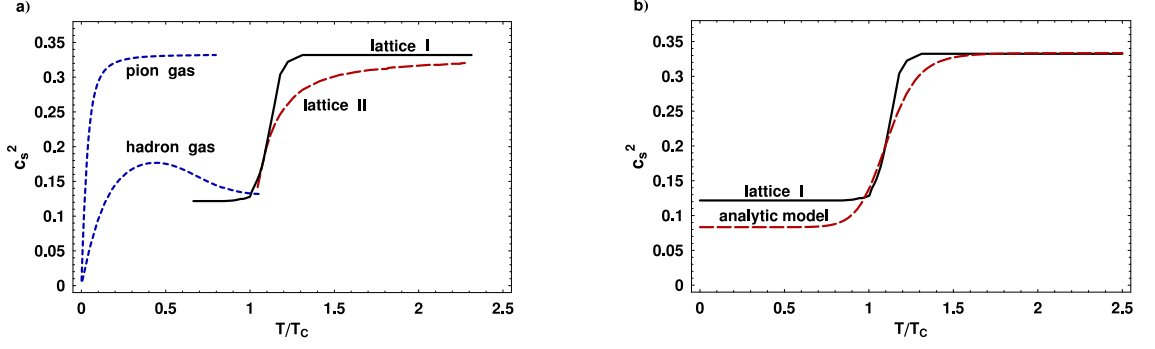 a)
0.35
0.3
0.25
0.2
0.15
0.1
0.05
0
c_s^2
lattice I
pion gas
lattice II
hadron gas
0 0.5 1 1.5 2 2.5
T/T_C
b)
0.35
0.3
0.25
0.2
0.15
0.1
0.05
0
c_s^2
lattice I
analytic model
0 0.5 1 1.5 2 2.5
T/T_C